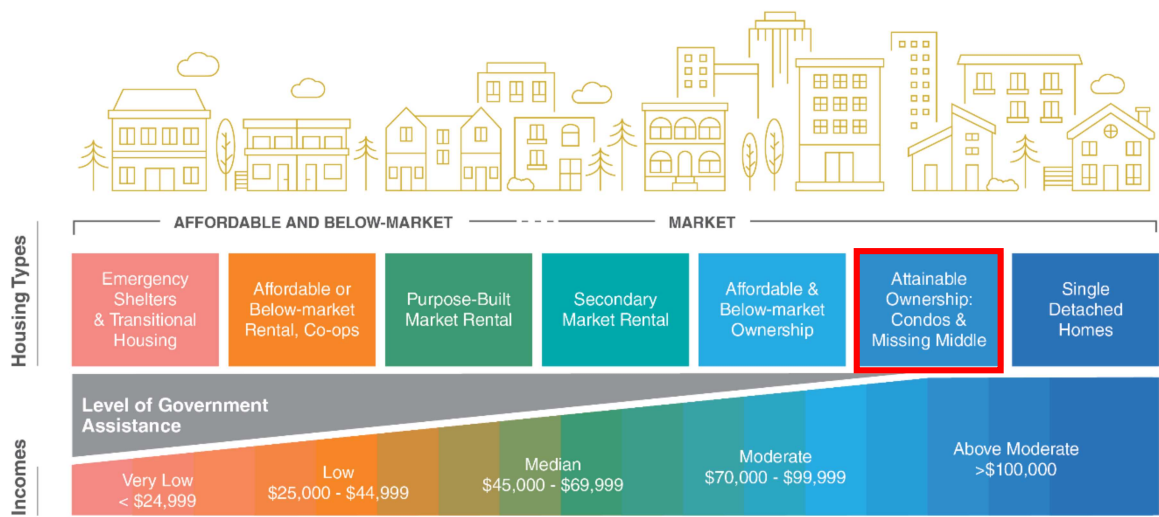 AFFORDABLE AND BELOW-MARKET
MARKET
Housing Types
Emergency
Shelters
& Transitional
Housing
Affordable or
Below-market
Rental, Co-ops
Purpose-Built
Market Rental
Secondary
Market Rental
Affordable &
Below-market
Ownership
Attainable
Ownership:
Condos &
Missing Middle
Single
Detached
Homes
Level of Government
Assistance
Incomes
Very Low
< $24,999
Low
$25,000 - $44,999
Median
$45,000 - $69,999
Moderate
$70,000 - $99,999
Above Moderate
>$100,000